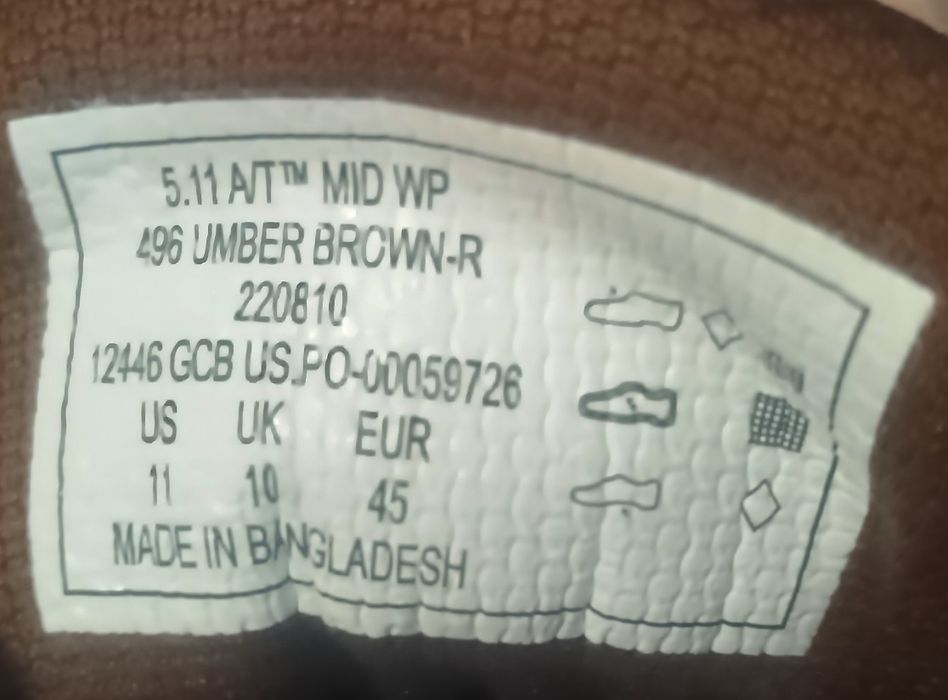 5.11 A/T™ MID WP
496 UMBER BROWN-R
220810
12446 GCB US.PO-00059726
US UK EUR
11 10 45
MADE IN BANGLADESH